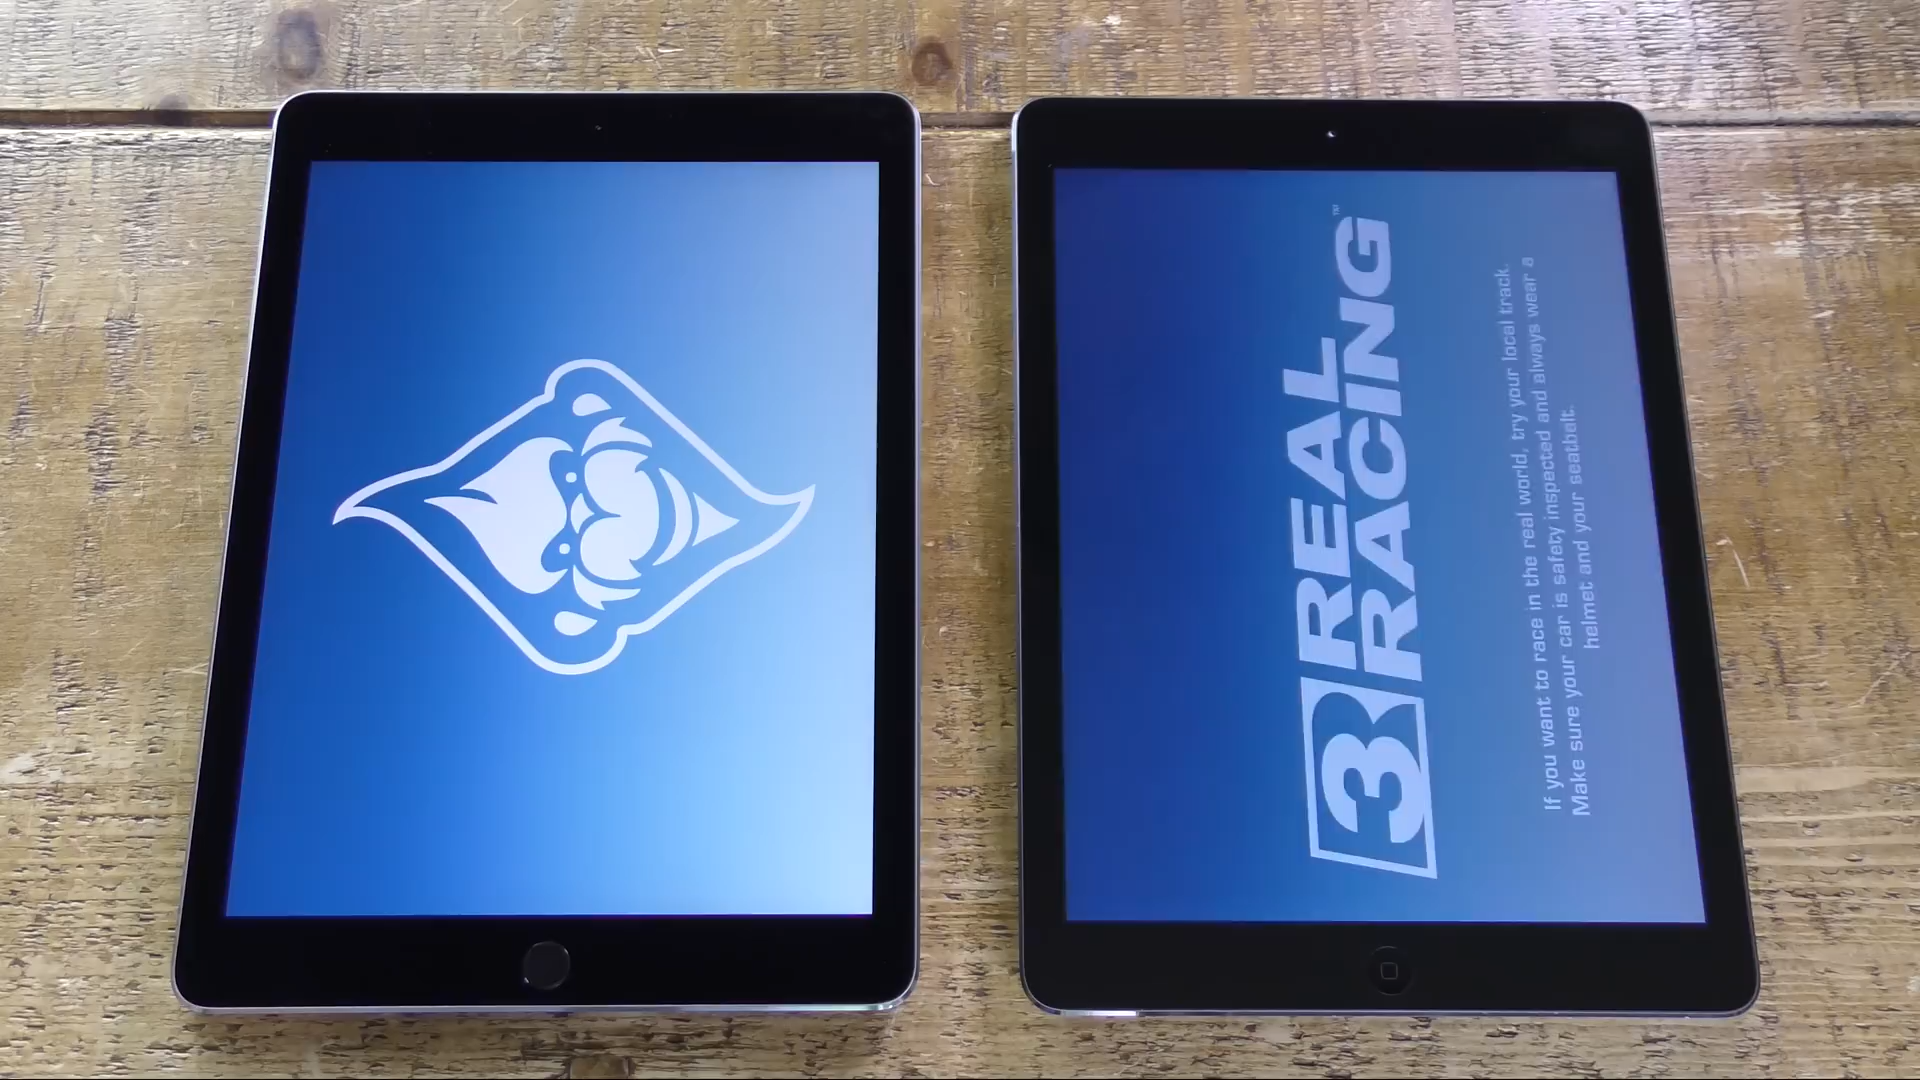 3 REAL
RACING™
If you want to race in the real world, try your local track.
Make sure your car is safety inspected and always wear a
helmet and your seatbelt.